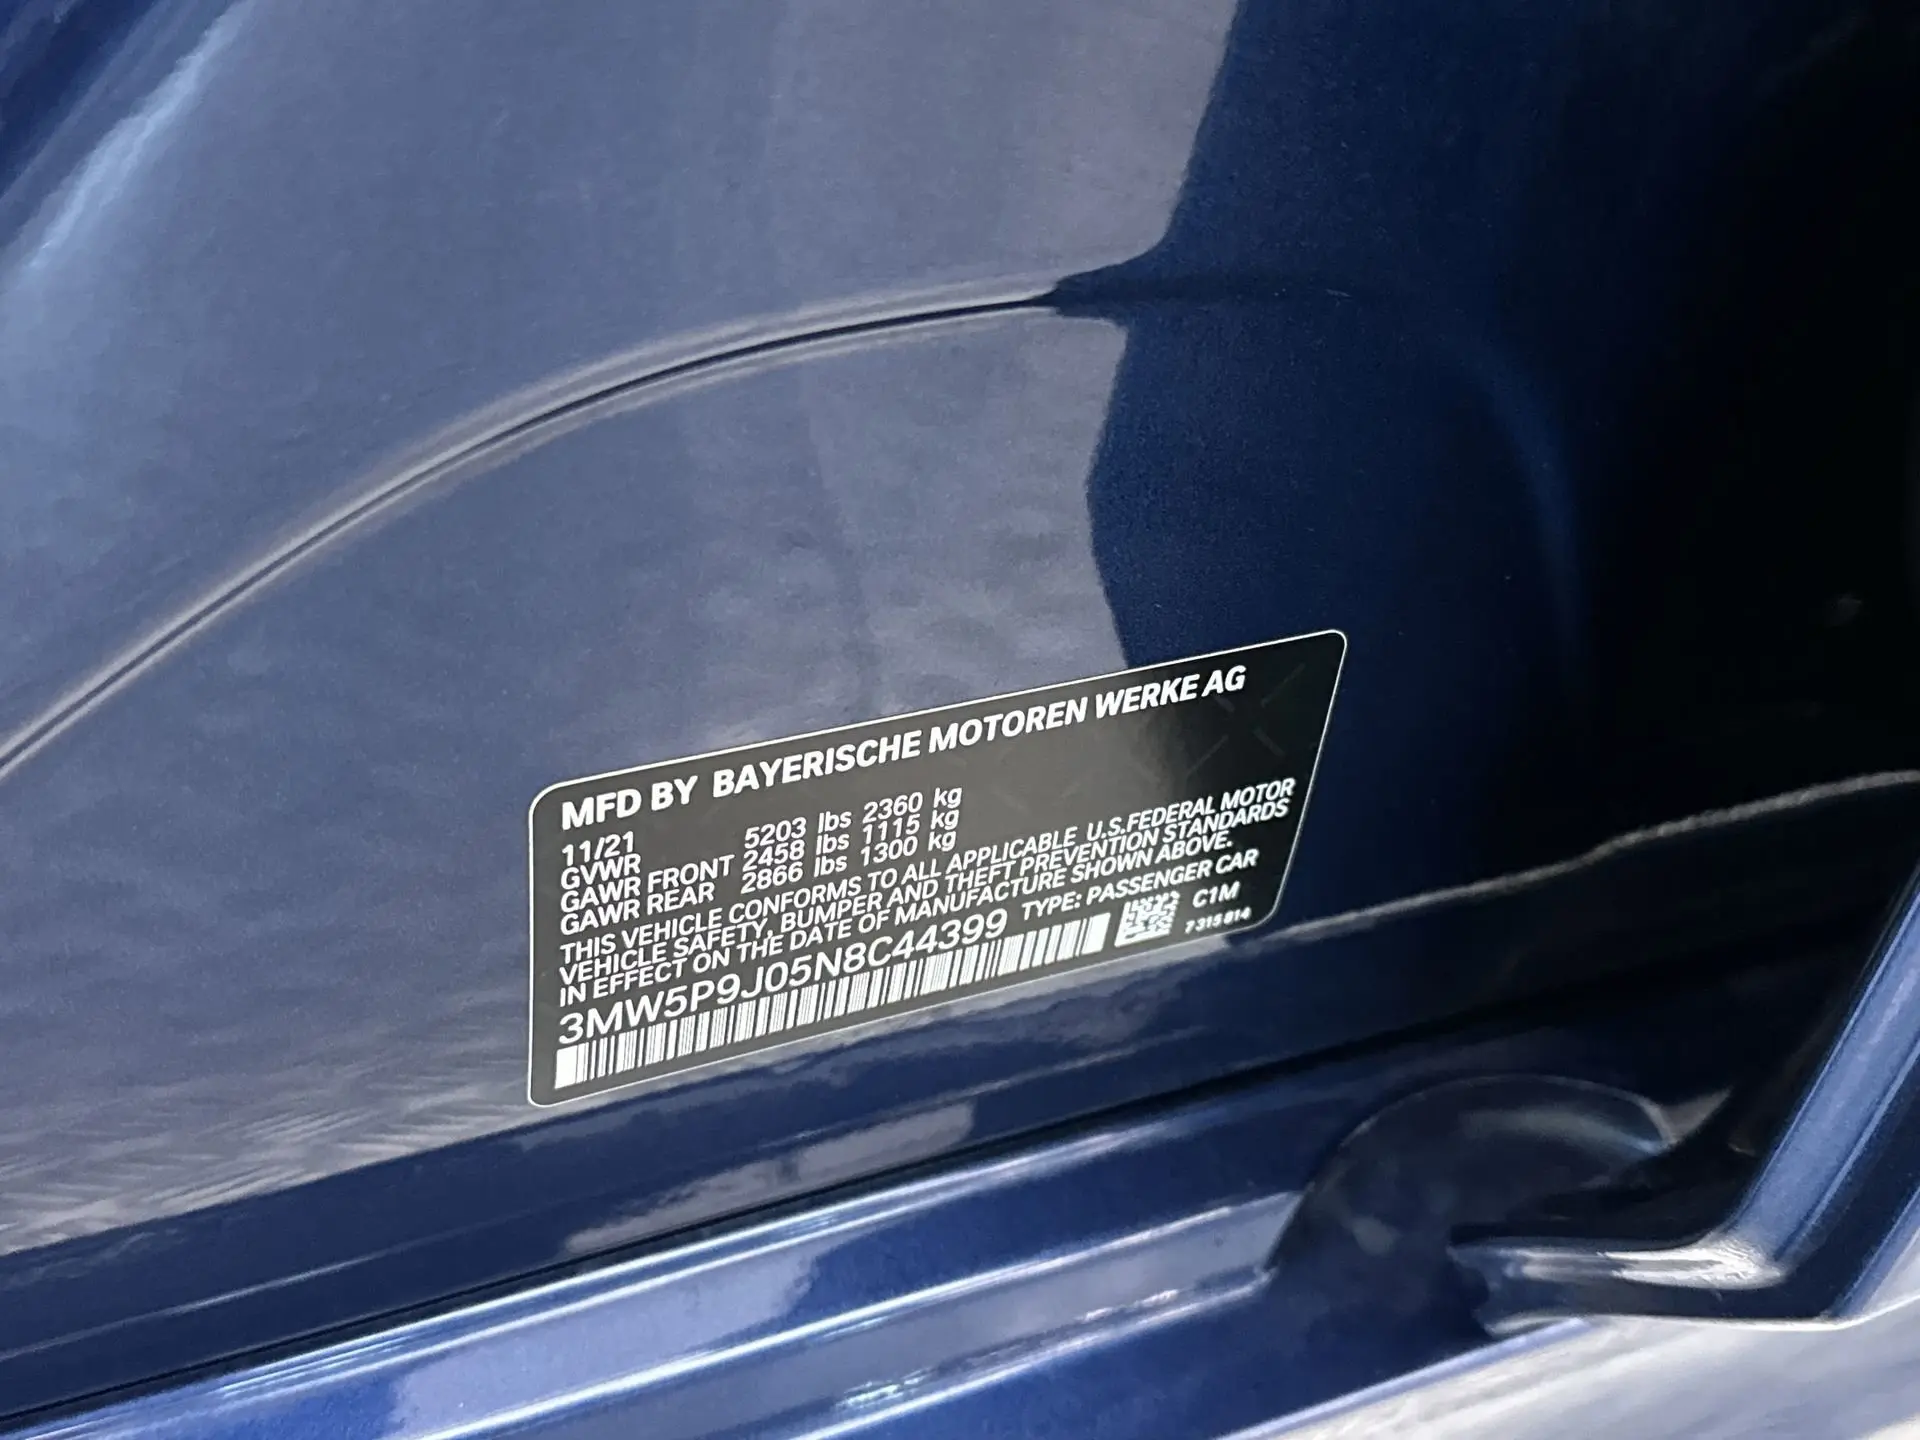 MFD BY BAYERISCHE MOTOREN WERKE AG
11/21
GVWR 5203 lbs 2360 kg
GAWR FRONT 2458 lbs 1115 kg
GAWR REAR 2866 lbs 1300 kg
THIS VEHICLE CONFORMS TO ALL APPLICABLE U.S.FEDERAL MOTOR
VEHICLE SAFETY, BUMPER AND THEFT PREVENTION STANDARDS
IN EFFECT ON THE DATE OF MANUFACTURE SHOWN ABOVE.
3MW5P9J05N8C44399 TYPE: PASSENGER CAR
C1M
7315814